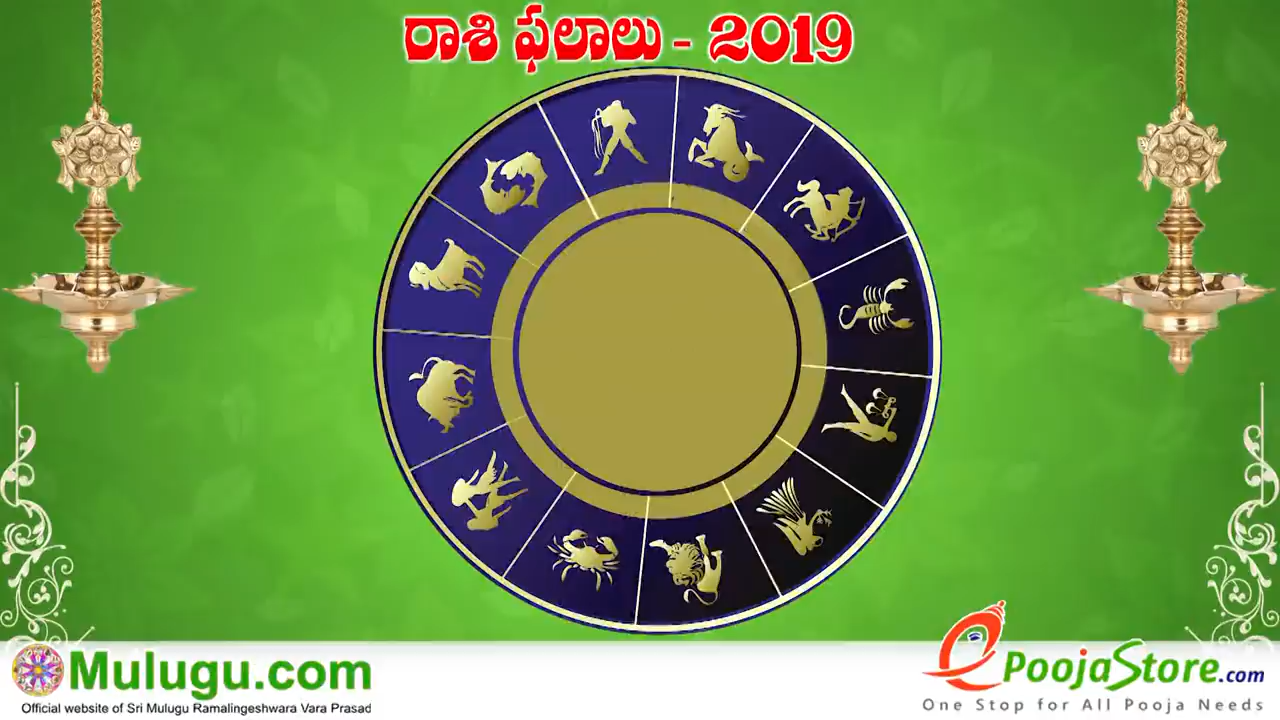 రాశి ఫలాలు - 2019
Mulugu.com
Official website of Sri Mulugu Ramalingeshwara Vara Prasad
ePoojaStore.com
One Stop for All Pooja Needs